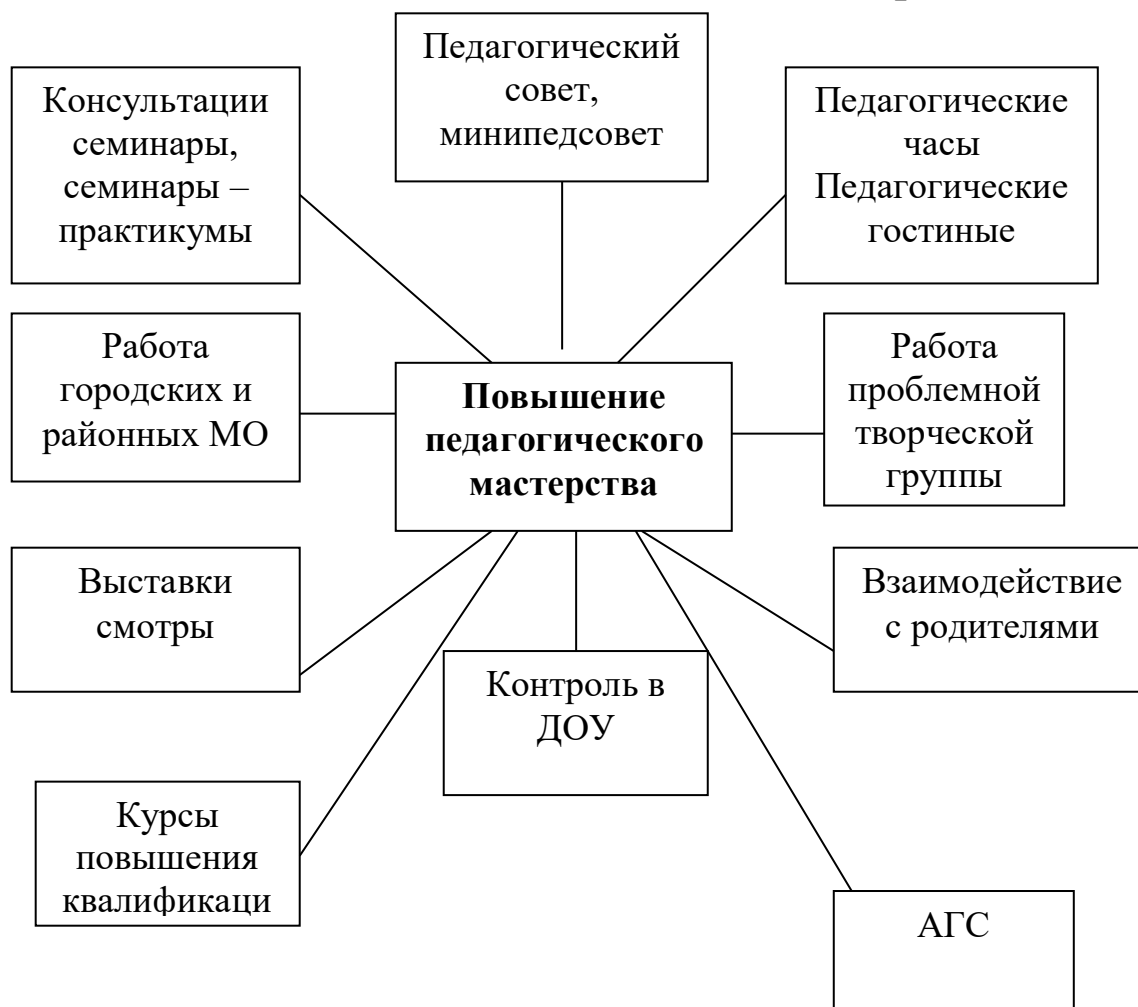 Педагогический
совет,
минипедсовет
Консультации
семинары,
семинары –
практикумы
Педагогические
часы
Педагогические
гостиные
Работа
городских и
районных МО
Повышение
педагогического
мастерства
Работа
проблемной
творческой
группы
Выставки
смотры
Контроль в
ДОУ
Взаимодействие
с родителями
Курсы
повышения
квалификаци
АГС